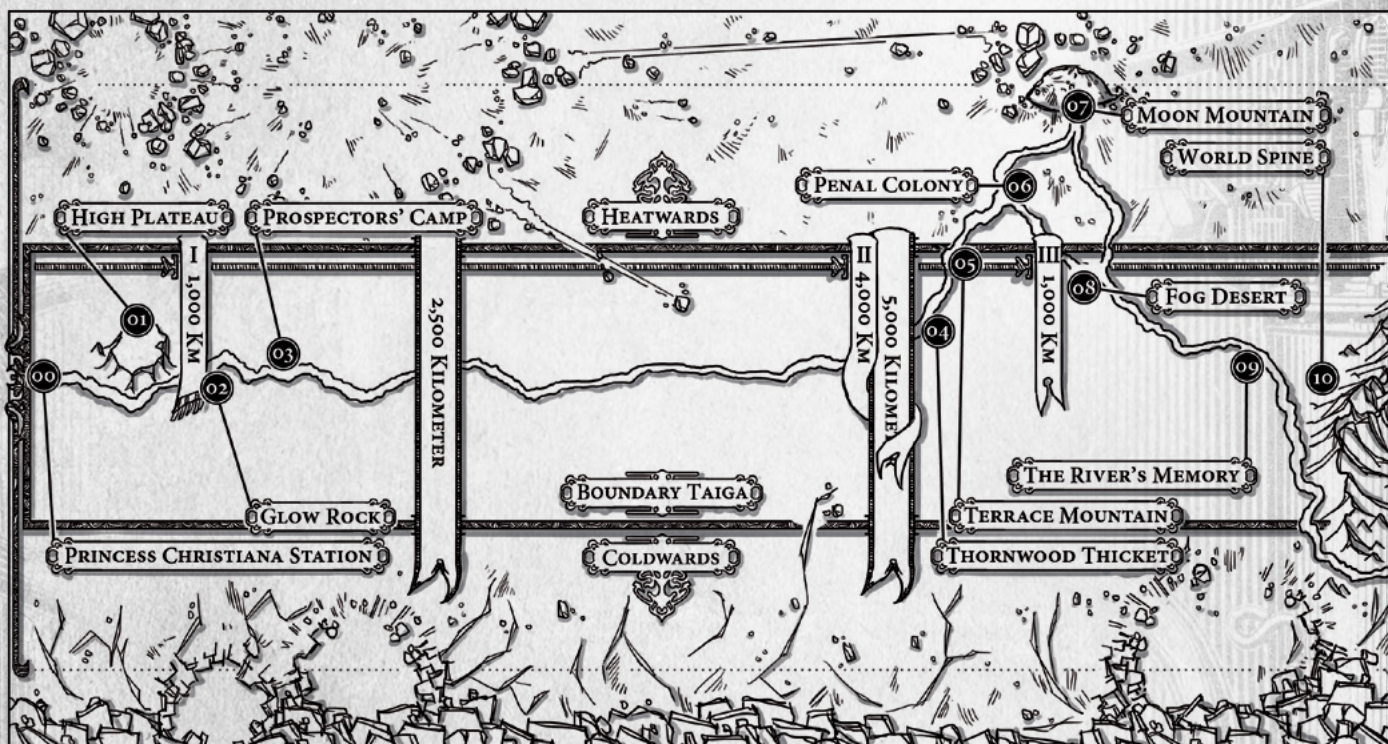 07
Moon Mountain
World Spine
Penal Colony
06
High Plateau
Prospectors' Camp
Heatwards
I 1,000 Km
II 4,000 Km
III 1,000 Km
05
08
Fog Desert
01
2,500 Kilometer
5,000 Kilome
04
03
00
02
09
10
The River's Memory
Boundary Taiga
Glow Rock
Terrace Mountain
Princess Christiana Station
Coldwards
Thornwood Thicket